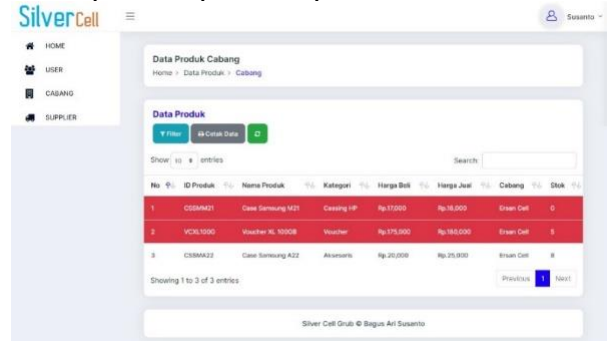 SilverCell
Susanto
HOME
USER
CABANG
SUPPLIER
Data Produk Cabang
Home > Data Produk > Cabang
Data Produk
Filter Cetak Data
Show 10 entries Search:
No ID Produk Nama Produk Kategori Harga Beli Harga Jual Cabang Stok
1 CSSMM21 Case Samsung M21 Cassing HP Rp.17,000 Rp.18,000 Ersan Cell 0
2 VCXL1000 Voucher XL 100GB Voucher Rp.175,000 Rp.180,000 Ersan Cell 5
3 CSSMA22 Case Samsung A22 Aksesoris Rp.20,000 Rp.25,000 Ersan Cell 8
Showing 1 to 3 of 3 entries Previous 1 Next
Silver Cell Grub © Bagus Ari Susanto